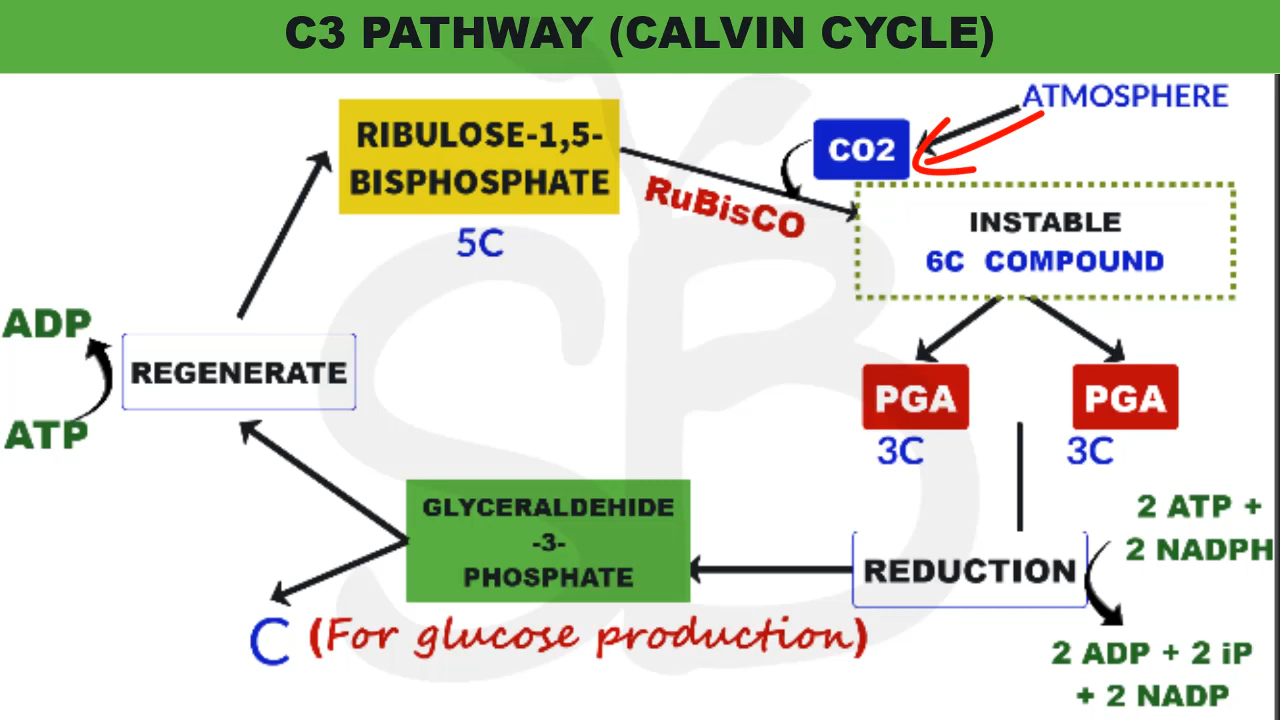 C3 PATHWAY (CALVIN CYCLE)
ATMOSPHERE
RIBULOSE-1,5-
BISPHOSPHATE
5C
CO2
RuBisCO
INSTABLE
6C COMPOUND
ADP
REGENERATE
ATP
PGA
PGA
3C
3C
GLYCERALDEHIDE
-3-
PHOSPHATE
REDUCTION
2 ATP +
2 NADPH
C (For glucose production)
2 ADP + 2 iP
+ 2 NADP
SB